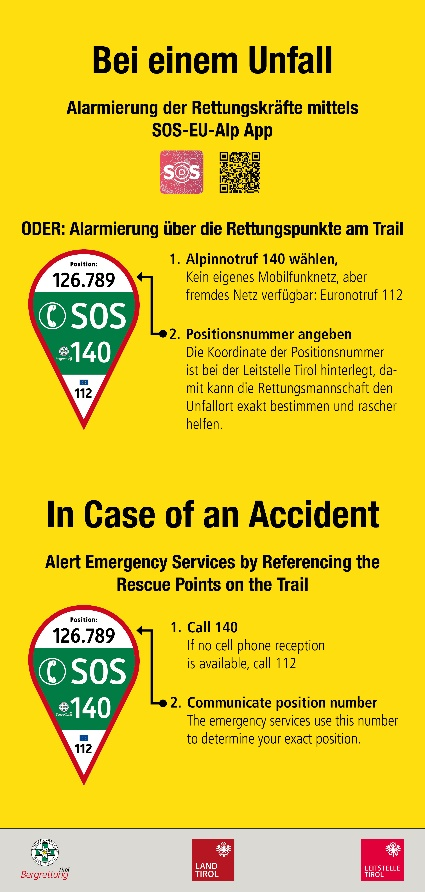 Bei einem Unfall
Alarmierung der Rettungskräfte mittels
SOS-EU-Alp App
SOS
ODER: Alarmierung über die Rettungspunkte am Trail
Position:
126.789
SOS
140
112
1. Alpinnotruf 140 wählen,
Kein eigenes Mobilfunknetz, aber
fremdes Netz verfügbar: Euronotruf 112
2. Positionsnummer angeben
Die Koordinate der Positionsnummer
ist bei der Leitstelle Tirol hinterlegt, da-
mit kann die Rettungsmannschaft den
Unfallort exakt bestimmen und rascher
helfen.
In Case of an Accident
Alert Emergency Services by Referencing the
Rescue Points on the Trail
Position:
126.789
SOS
140
112
1. Call 140
If no cell phone reception
is available, call 112
2. Communicate position number
The emergency services use this number
to determine your exact position.
Bergrettung
LAND
TIROL
LEITSTELLE
TIROL